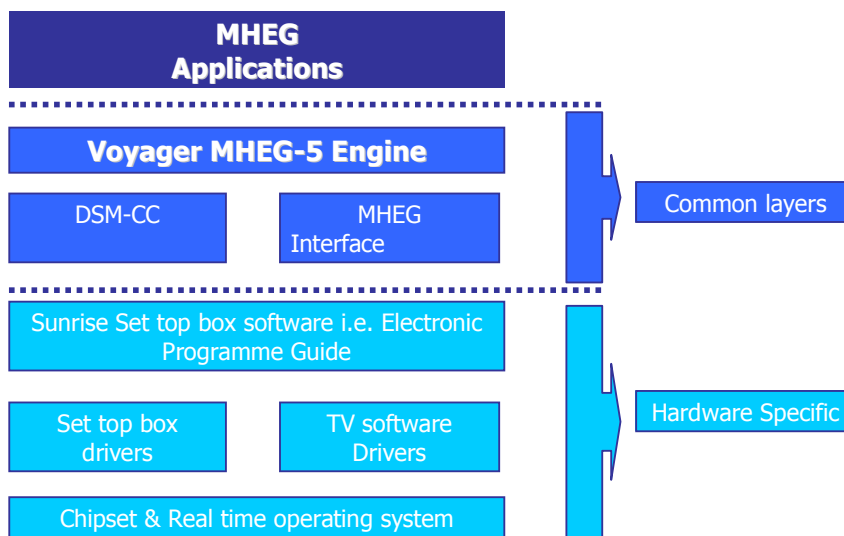 MHEG
Applications
Voyager MHEG-5 Engine
DSM-CC
MHEG
Interface
Common layers
Sunrise Set top box software i.e. Electronic
Programme Guide
Set top box
drivers
TV software
Drivers
Hardware Specific
Chipset & Real time operating system